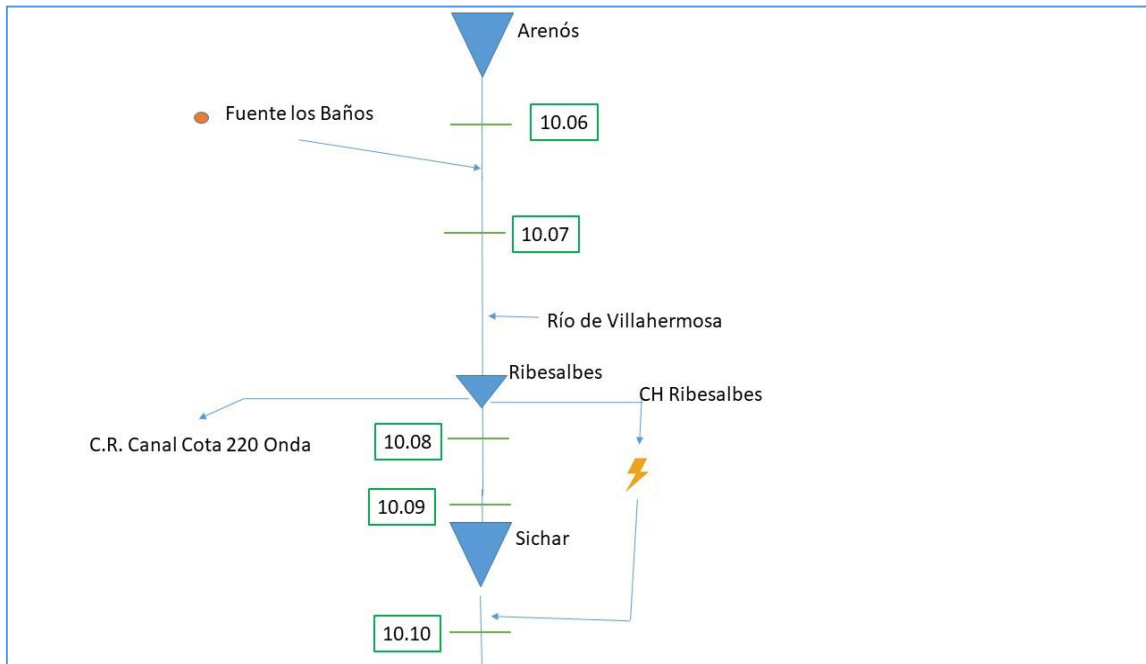 Arenós
Fuente los Baños
10.06
10.07
Río de Villahermosa
Ribesalbes
CH Ribesalbes
C.R. Canal Cota 220 Onda
10.08
10.09
Sichar
10.10